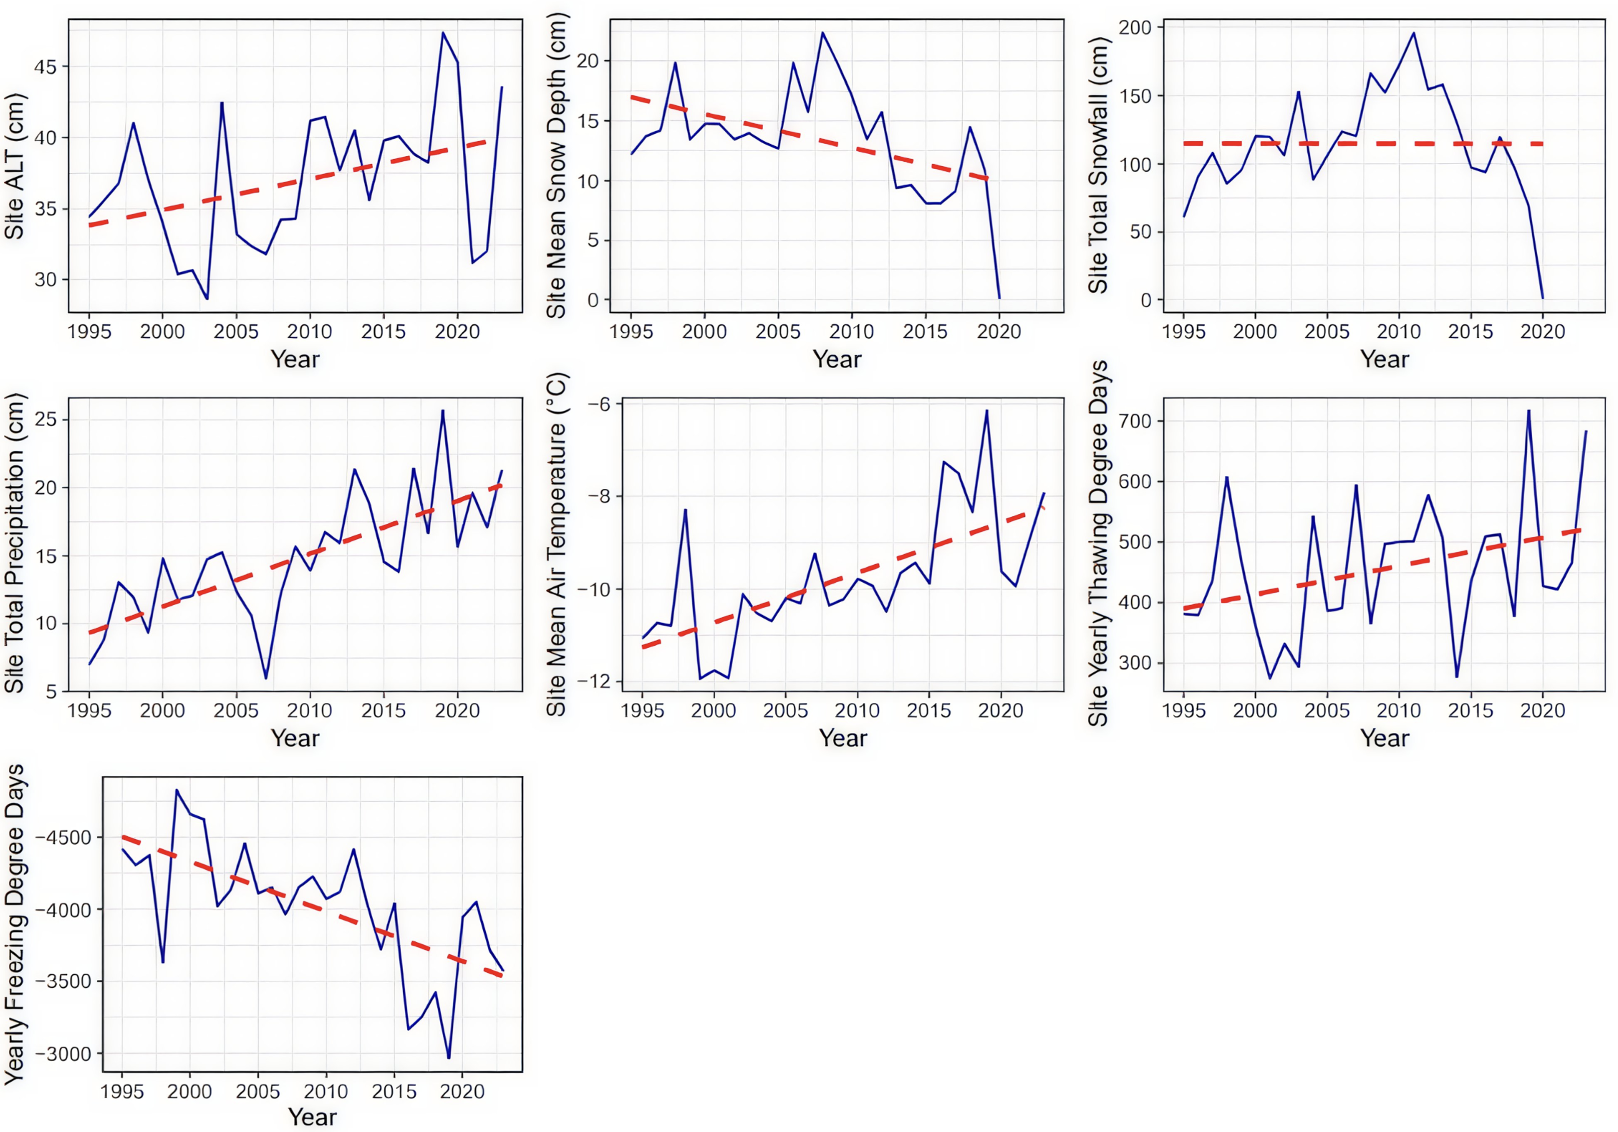 Site ALT (cm)
45
40
35
30
1995 2000 2005 2010 2015 2020
Year
Site Mean Snow Depth (cm)
20
15
10
5
0
1995 2000 2005 2010 2015 2020
Year
Site Total Snowfall (cm)
200
150
100
50
0
1995 2000 2005 2010 2015 2020
Year
Site Total Precipitation (cm)
25
20
15
10
5
1995 2000 2005 2010 2015 2020
Year
Site Mean Air Temperature (°C)
−6
−8
−10
−12
1995 2000 2005 2010 2015 2020
Year
Site Yearly Thawing Degree Days
700
600
500
400
300
1995 2000 2005 2010 2015 2020
Year
Yearly Freezing Degree Days
−4500
−4000
−3500
−3000
1995 2000 2005 2010 2015 2020
Year